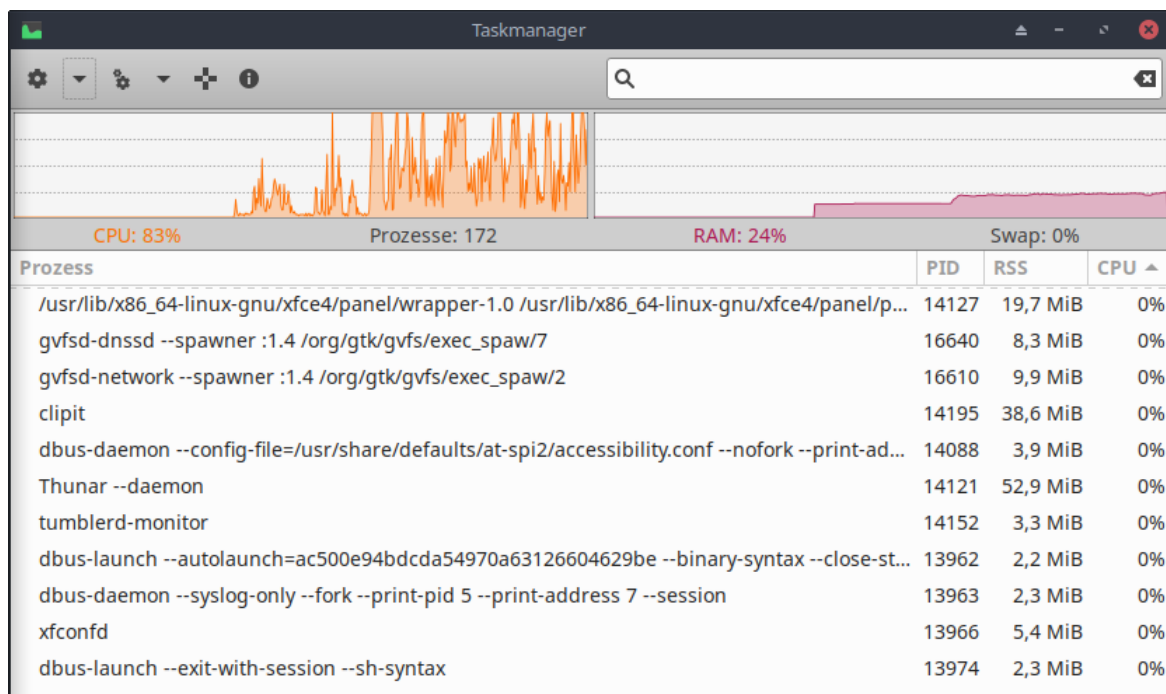 Taskmanager
CPU: 83% Prozesse: 172 RAM: 24% Swap: 0%
Prozess PID RSS CPU
/usr/lib/x86_64-linux-gnu/xfce4/panel/wrapper-1.0 /usr/lib/x86_64-linux-gnu/xfce4/panel/p... 14127 19,7 MiB 0%
gvfsd-dnssd --spawner :1.4 /org/gtk/gvfs/exec_spaw/7 16640 8,3 MiB 0%
gvfsd-network --spawner :1.4 /org/gtk/gvfs/exec_spaw/2 16610 9,9 MiB 0%
clipit 14195 38,6 MiB 0%
dbus-daemon --config-file=/usr/share/defaults/at-spi2/accessibility.conf --nofork --print-ad... 14088 3,9 MiB 0%
Thunar --daemon 14121 52,9 MiB 0%
tumblerd-monitor 14152 3,3 MiB 0%
dbus-launch --autolaunch=ac500e94bdcda54970a63126604629be --binary-syntax --close-st... 13962 2,2 MiB 0%
dbus-daemon --syslog-only --fork --print-pid 5 --print-address 7 --session 13963 2,3 MiB 0%
xfconfd 13966 5,4 MiB 0%
dbus-launch --exit-with-session --sh-syntax 13974 2,3 MiB 0%